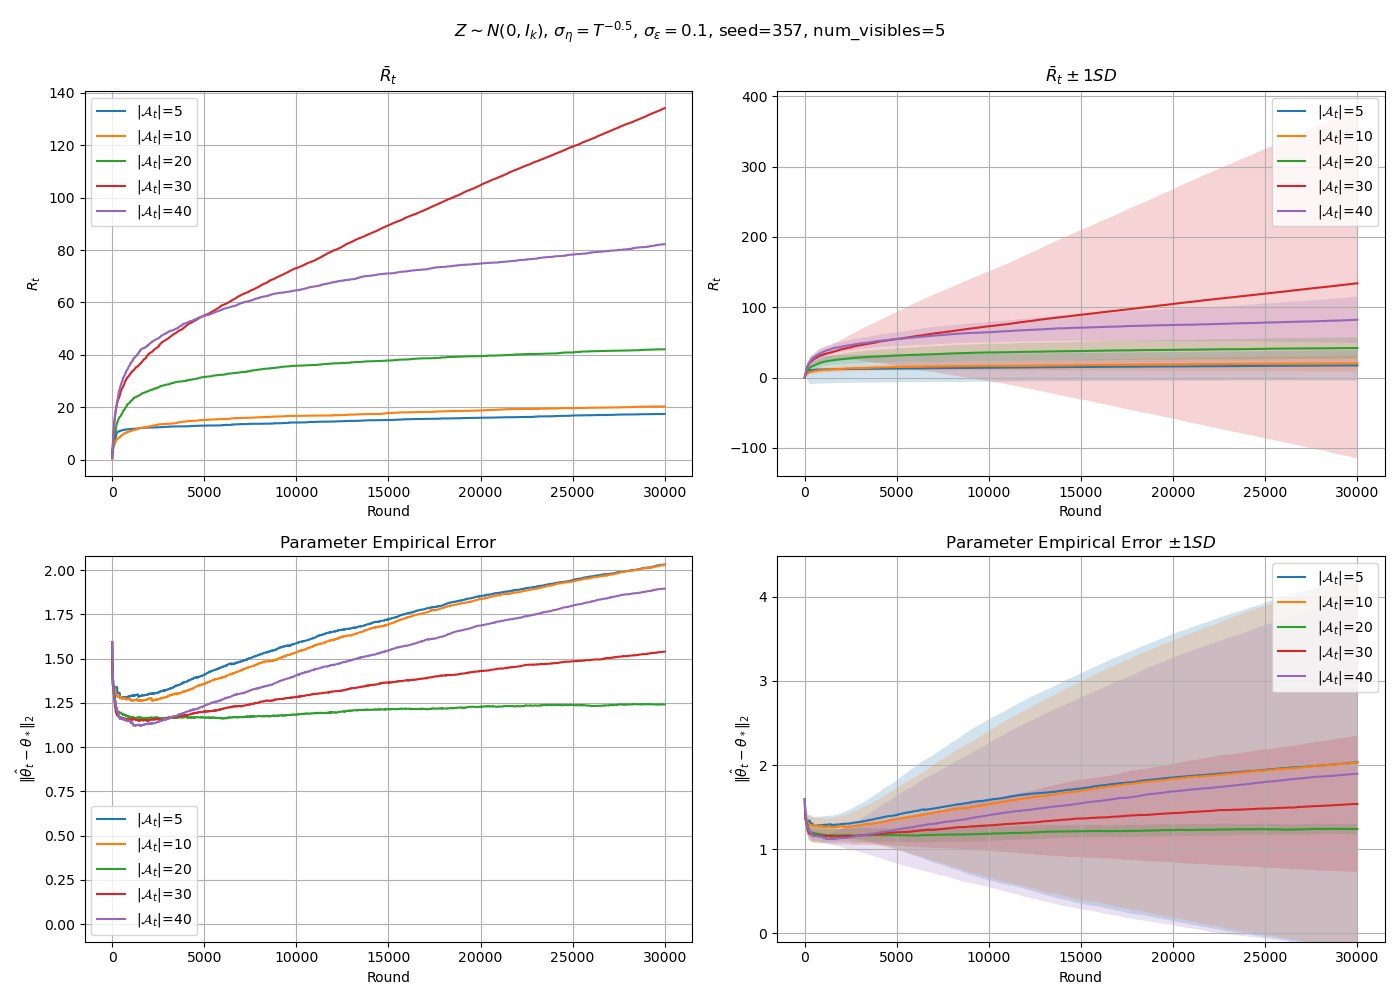 Z ~ N(0, I_k), σ_η = T^{−0.5}, σ_ε = 0.1, seed=357, num_visibles=5
R̄_t
140
120
100
80
60
40
20
0
R_t
|𝒜_t|=5
|𝒜_t|=10
|𝒜_t|=20
|𝒜_t|=30
|𝒜_t|=40
0 5000 10000 15000 20000 25000 30000
Round
R̄_t ± 1SD
400
300
200
100
0
−100
R_t
|𝒜_t|=5
|𝒜_t|=10
|𝒜_t|=20
|𝒜_t|=30
|𝒜_t|=40
0 5000 10000 15000 20000 25000 30000
Round
Parameter Empirical Error
2.00
1.75
1.50
1.25
1.00
0.75
0.50
0.25
0.00
‖θ̂_t − θ_*‖_2
|𝒜_t|=5
|𝒜_t|=10
|𝒜_t|=20
|𝒜_t|=30
|𝒜_t|=40
0 5000 10000 15000 20000 25000 30000
Round
Parameter Empirical Error ±1SD
4
3
2
1
0
‖θ̂_t − θ_*‖_2
|𝒜_t|=5
|𝒜_t|=10
|𝒜_t|=20
|𝒜_t|=30
|𝒜_t|=40
0 5000 10000 15000 20000 25000 30000
Round